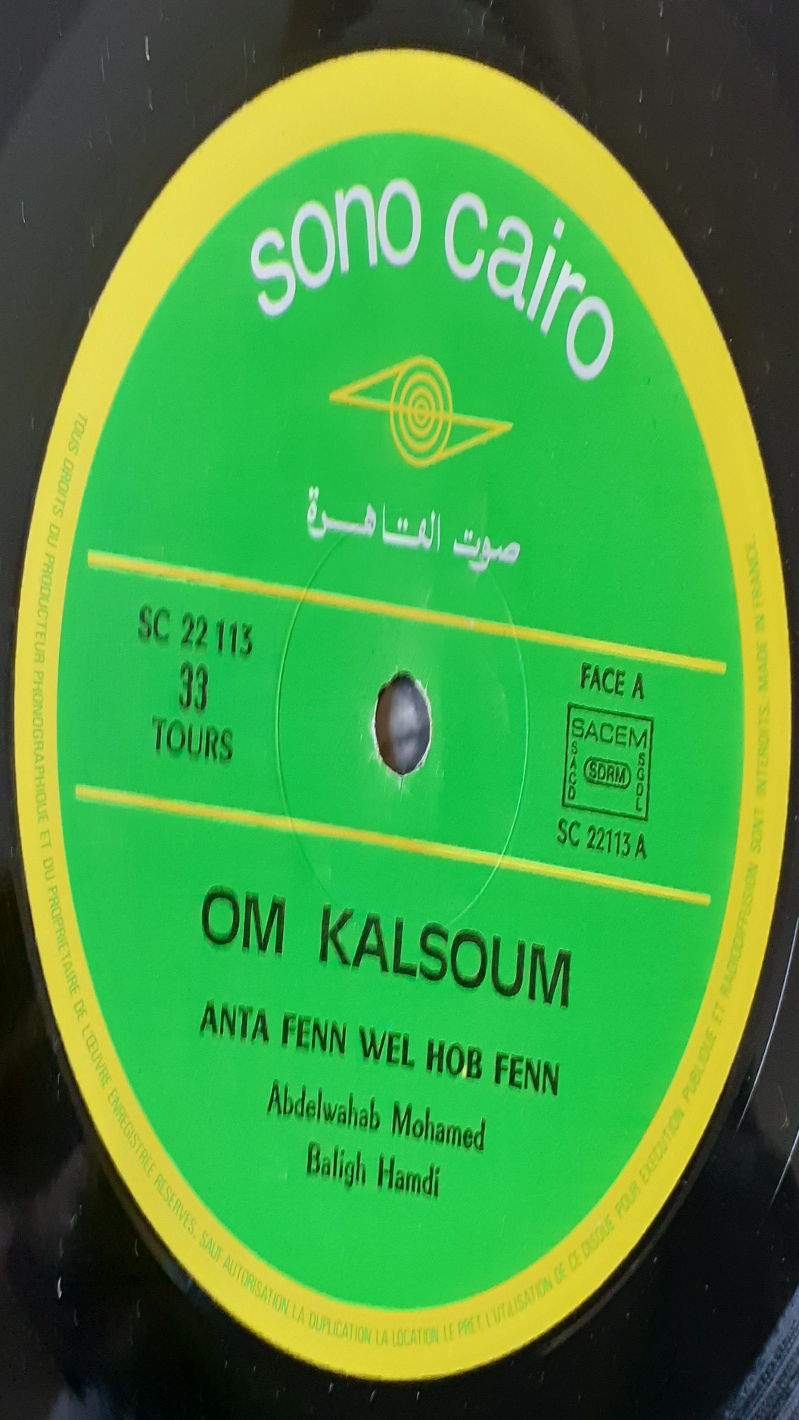 sono cairo
صوت القاهرة
SC 22 113
33
TOURS
FACE A
SACEM
SACD
SDRM
SGDL
SC 22113 A
OM KALSOUM
ANTA FENN WEL HOB FENN
Abdelwahab Mohamed
Baligh Hamdi
TOUS DROITS DU PRODUCTEUR PHONOGRAPHIQUE ET DU PROPRIETAIRE DE L'ŒUVRE ENREGISTREE RESERVES. SAUF AUTORISATION LA DUPLICATION LA LOCATION LE PRET, L'UTILISATION DE CE DISQUE POUR EXECUTION PUBLIQUE ET RADIODIFFUSION SONT INTERDITS. MADE IN FRANCE.